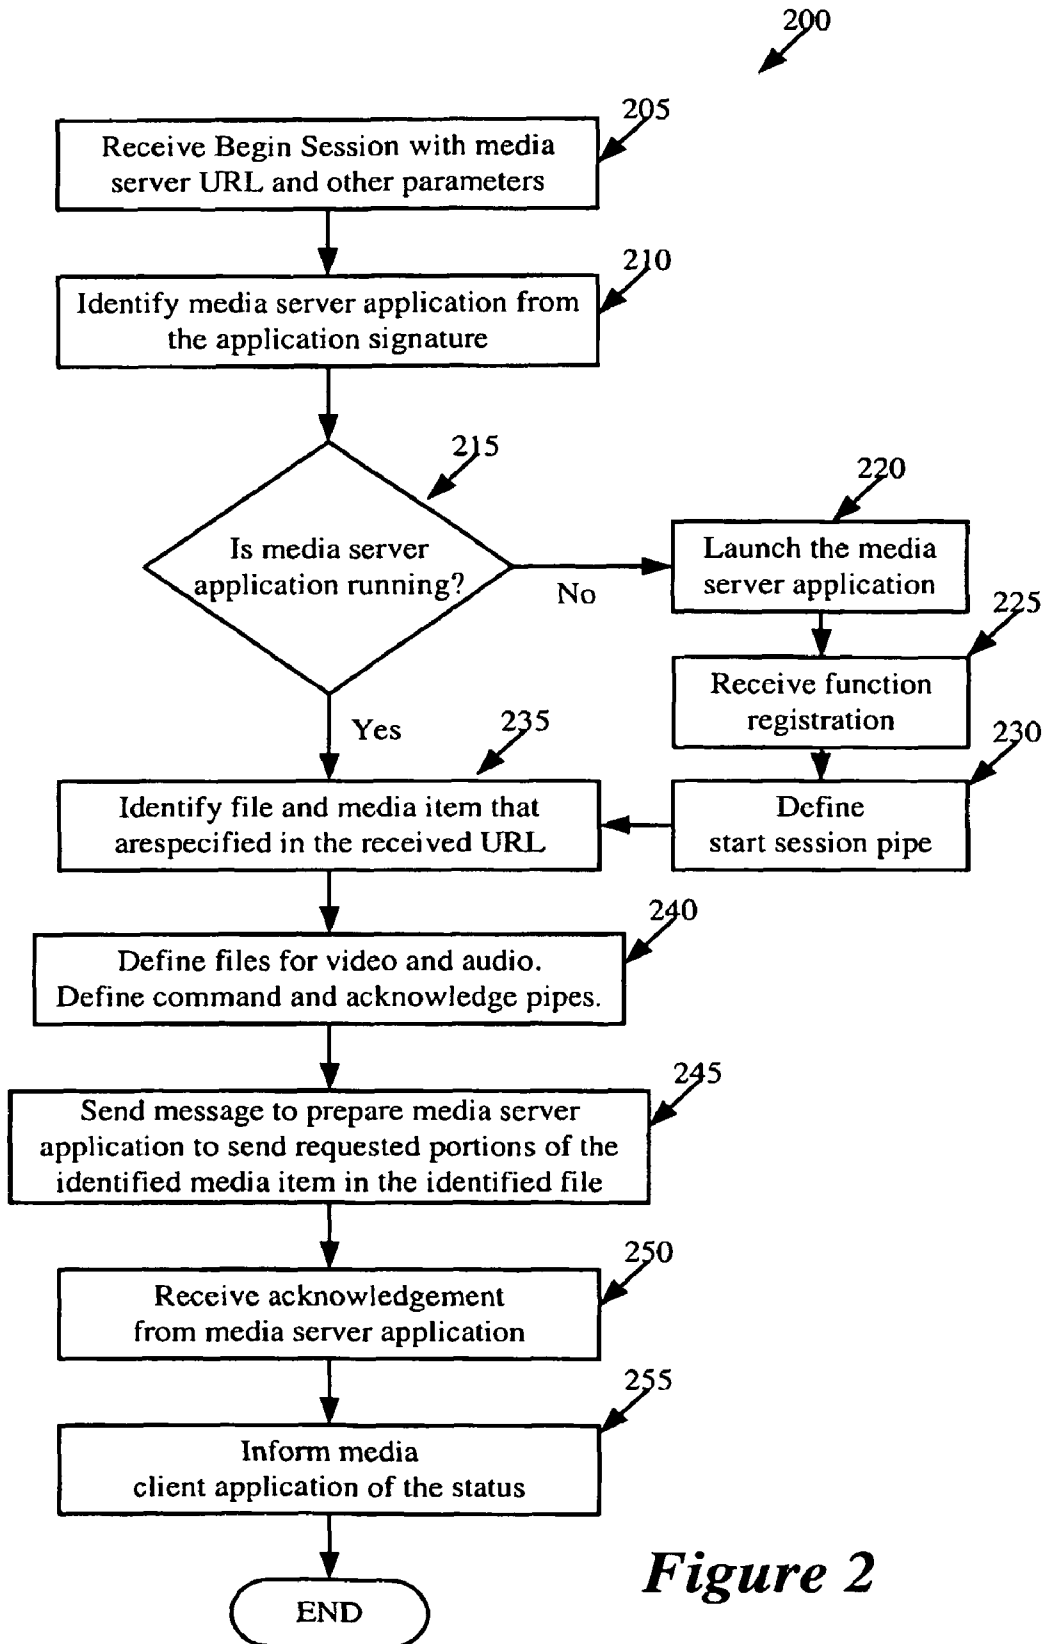 200
205
Receive Begin Session with media
server URL and other parameters
210
Identify media server application from
the application signature
215
Is media server
application running?
No
220
Launch the media
server application
225
Receive function
registration
230
Define
start session pipe
Yes
235
Identify file and media item that
arespecified in the received URL
240
Define files for video and audio.
Define command and acknowledge pipes.
245
Send message to prepare media server
application to send requested portions of the
identified media item in the identified file
250
Receive acknowledgement
from media server application
255
Inform media
client application of the status
END
Figure 2